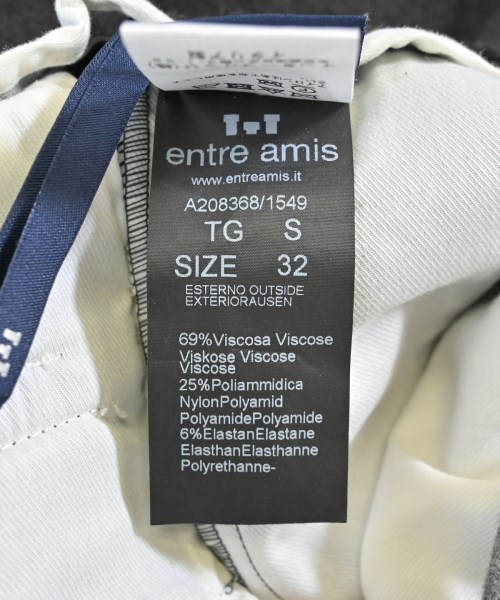 entre amis
www.entreamis.it
A208368/1549
TG S
SIZE 32
ESTERNO OUTSIDE
EXTERIORAUSEN
69%Viscosa Viscose
Viskose Viscose
Viscose
25%Poliammidica
NylonPolyamid
PolyamidePolyamide
6%ElastanElastane
ElasthanElasthanne
Polyrethanne-